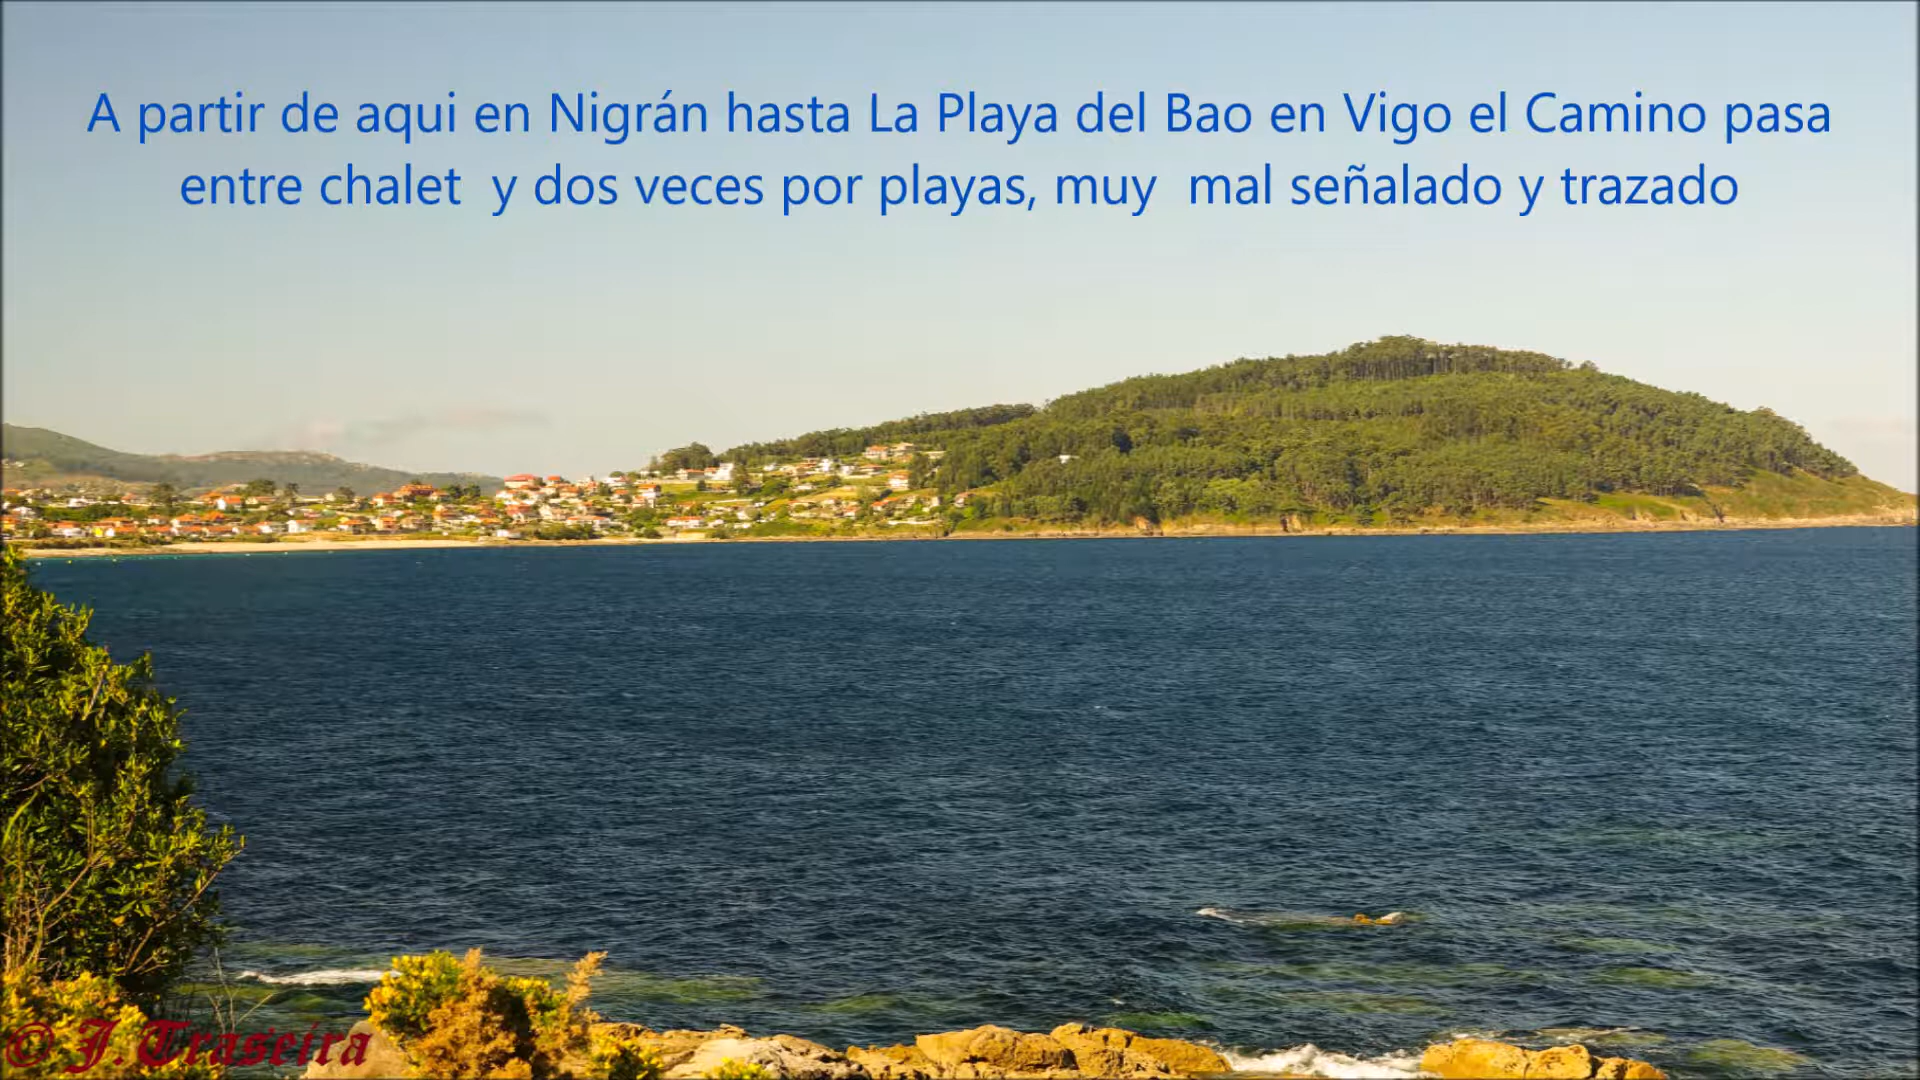 A partir de aqui en Nigrán hasta La Playa del Bao en Vigo el Camino pasa
entre chalet  y dos veces por playas, muy  mal señalado y trazado
© J.Traseira